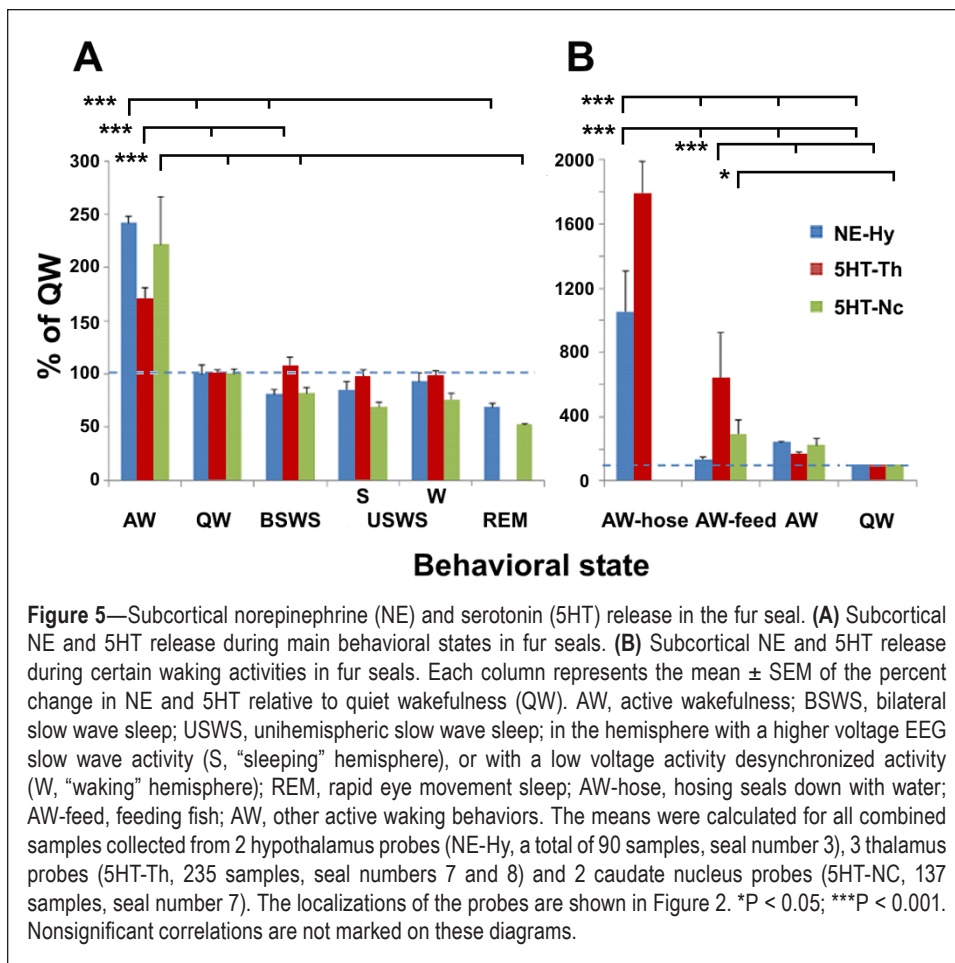 A
B
***
***
***
***
***
***
*
300
250
200
150
100
50
0
% of QW
2000
1600
1200
800
400
0
NE-Hy
5HT-Th
5HT-Nc
S
W
AW
QW
BSWS
USWS
REM
AW-hose
AW-feed
AW
QW
Behavioral state
Figure 5—Subcortical norepinephrine (NE) and serotonin (5HT) release in the fur seal. (A) Subcortical
NE and 5HT release during main behavioral states in fur seals. (B) Subcortical NE and 5HT release
during certain waking activities in fur seals. Each column represents the mean ± SEM of the percent
change in NE and 5HT relative to quiet wakefulness (QW). AW, active wakefulness; BSWS, bilateral
slow wave sleep; USWS, unihemispheric slow wave sleep; in the hemisphere with a higher voltage EEG
slow wave activity (S, “sleeping” hemisphere), or with a low voltage activity desynchronized activity
(W, “waking” hemisphere); REM, rapid eye movement sleep; AW-hose, hosing seals down with water;
AW-feed, feeding fish; AW, other active waking behaviors. The means were calculated for all combined
samples collected from 2 hypothalamus probes (NE-Hy, a total of 90 samples, seal number 3), 3 thalamus
probes (5HT-Th, 235 samples, seal numbers 7 and 8) and 2 caudate nucleus probes (5HT-NC, 137
samples, seal number 7). The localizations of the probes are shown in Figure 2. *P < 0.05; ***P < 0.001.
Nonsignificant correlations are not marked on these diagrams.